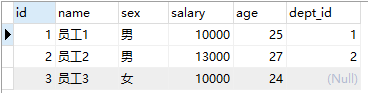 id name sex salary age dept_id
1 员工1 男 10000 25 1
2 员工2 男 13000 27 2
3 员工3 女 10000 24 (Null)